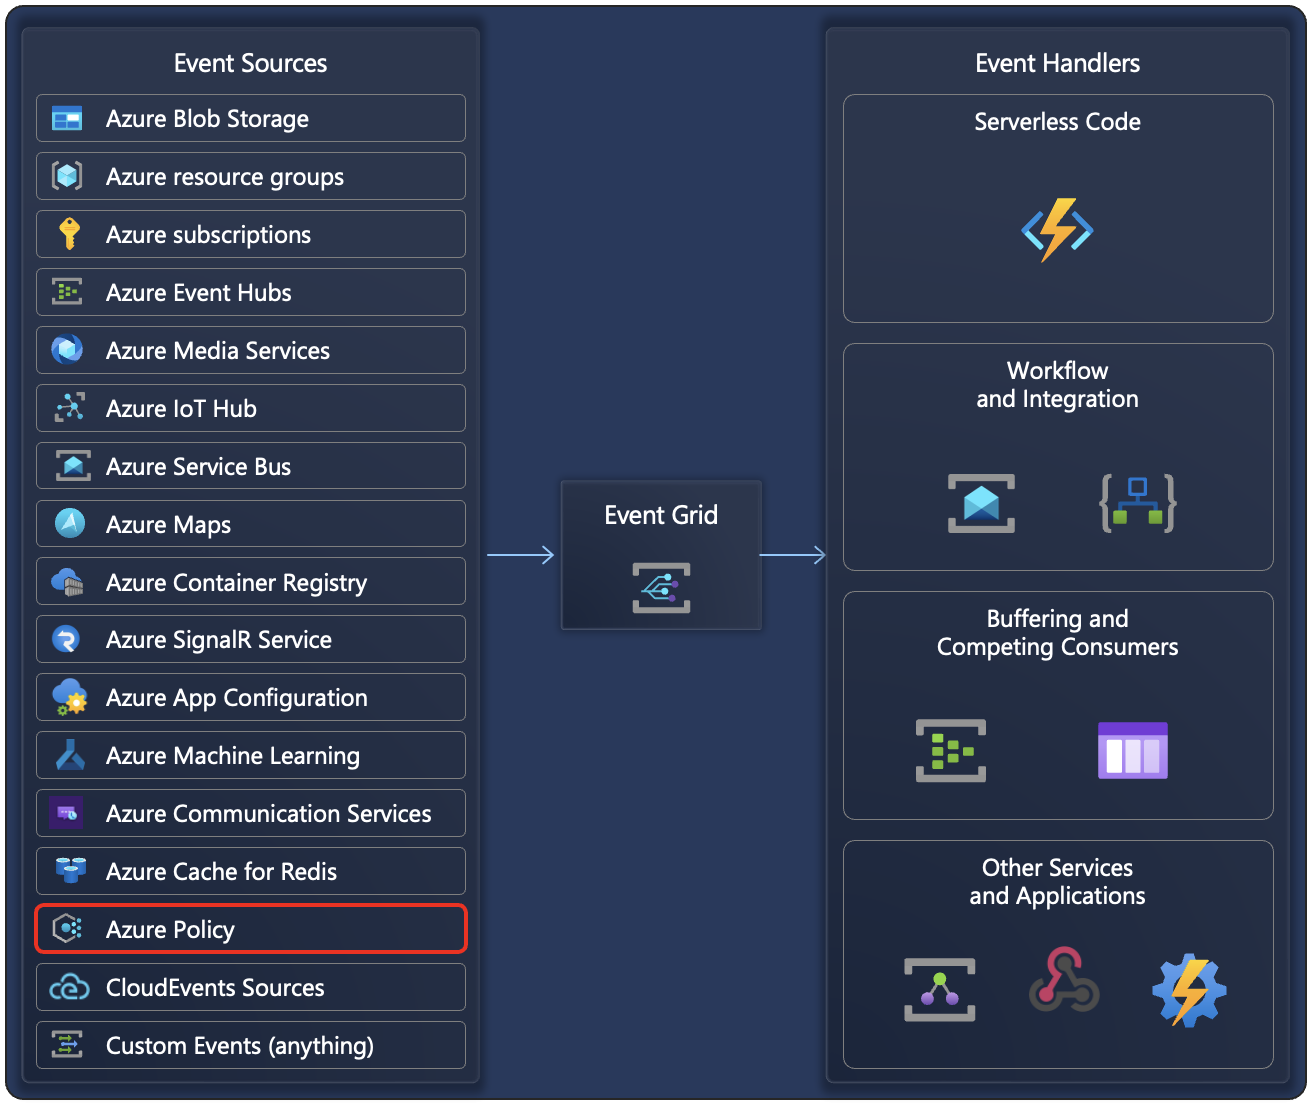 Event Sources
Azure Blob Storage
Azure resource groups
Azure subscriptions
Azure Event Hubs
Azure Media Services
Azure IoT Hub
Azure Service Bus
Azure Maps
Azure Container Registry
Azure SignalR Service
Azure App Configuration
Azure Machine Learning
Azure Communication Services
Azure Cache for Redis
Azure Policy
CloudEvents Sources
Custom Events (anything)
Event Grid
Event Handlers
Serverless Code
Workflow
and Integration
Buffering and
Competing Consumers
Other Services
and Applications